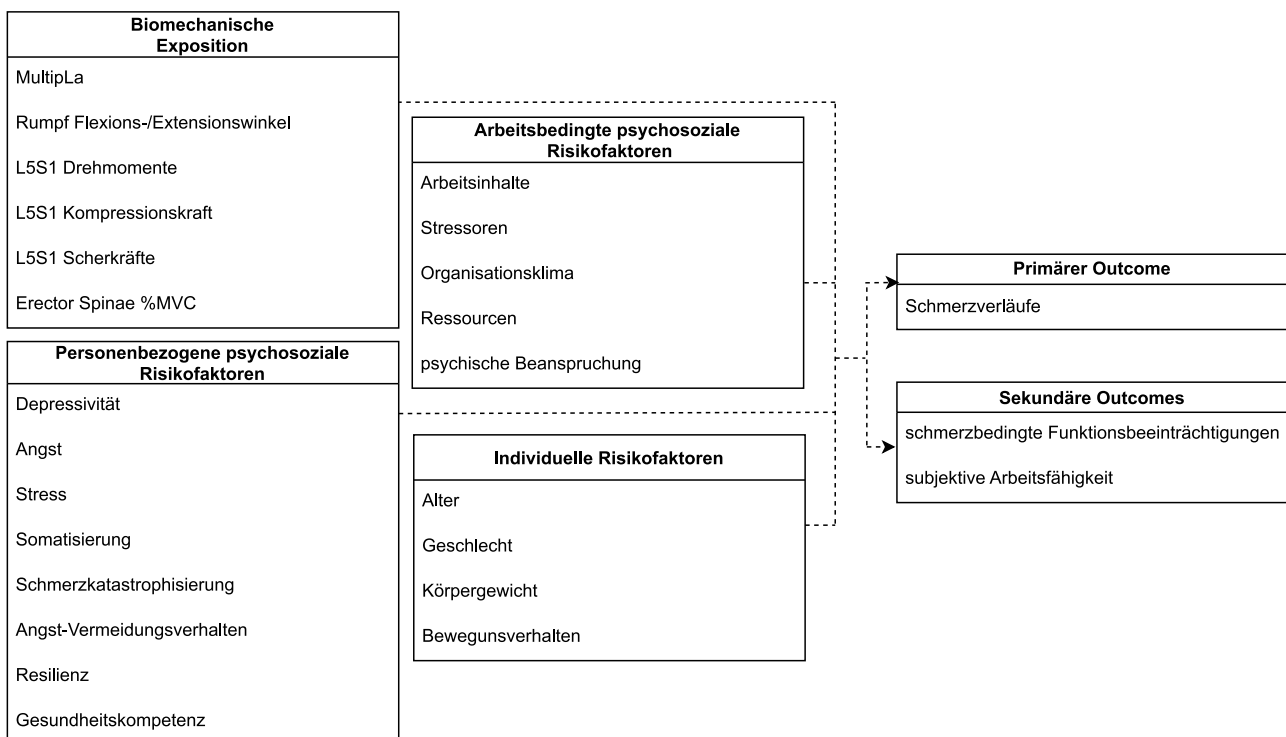 Biomechanische
Exposition
MultipLa
Rumpf Flexions-/Extensionswinkel
L5S1 Drehmomente
L5S1 Kompressionskraft
L5S1 Scherkräfte
Erector Spinae %MVC
Personenbezogene psychosoziale
Risikofaktoren
Depressivität
Angst
Stress
Somatisierung
Schmerzkatastrophisierung
Angst-Vermeidungsverhalten
Resilienz
Gesundheitskompetenz
Arbeitsbedingte psychosoziale
Risikofaktoren
Arbeitsinhalte
Stressoren
Organisationsklima
Ressourcen
psychische Beanspruchung
Individuelle Risikofaktoren
Alter
Geschlecht
Körpergewicht
Bewegunsverhalten
Primärer Outcome
Schmerzverläufe
Sekundäre Outcomes
schmerzbedingte Funktionsbeeinträchtigungen
subjektive Arbeitsfähigkeit